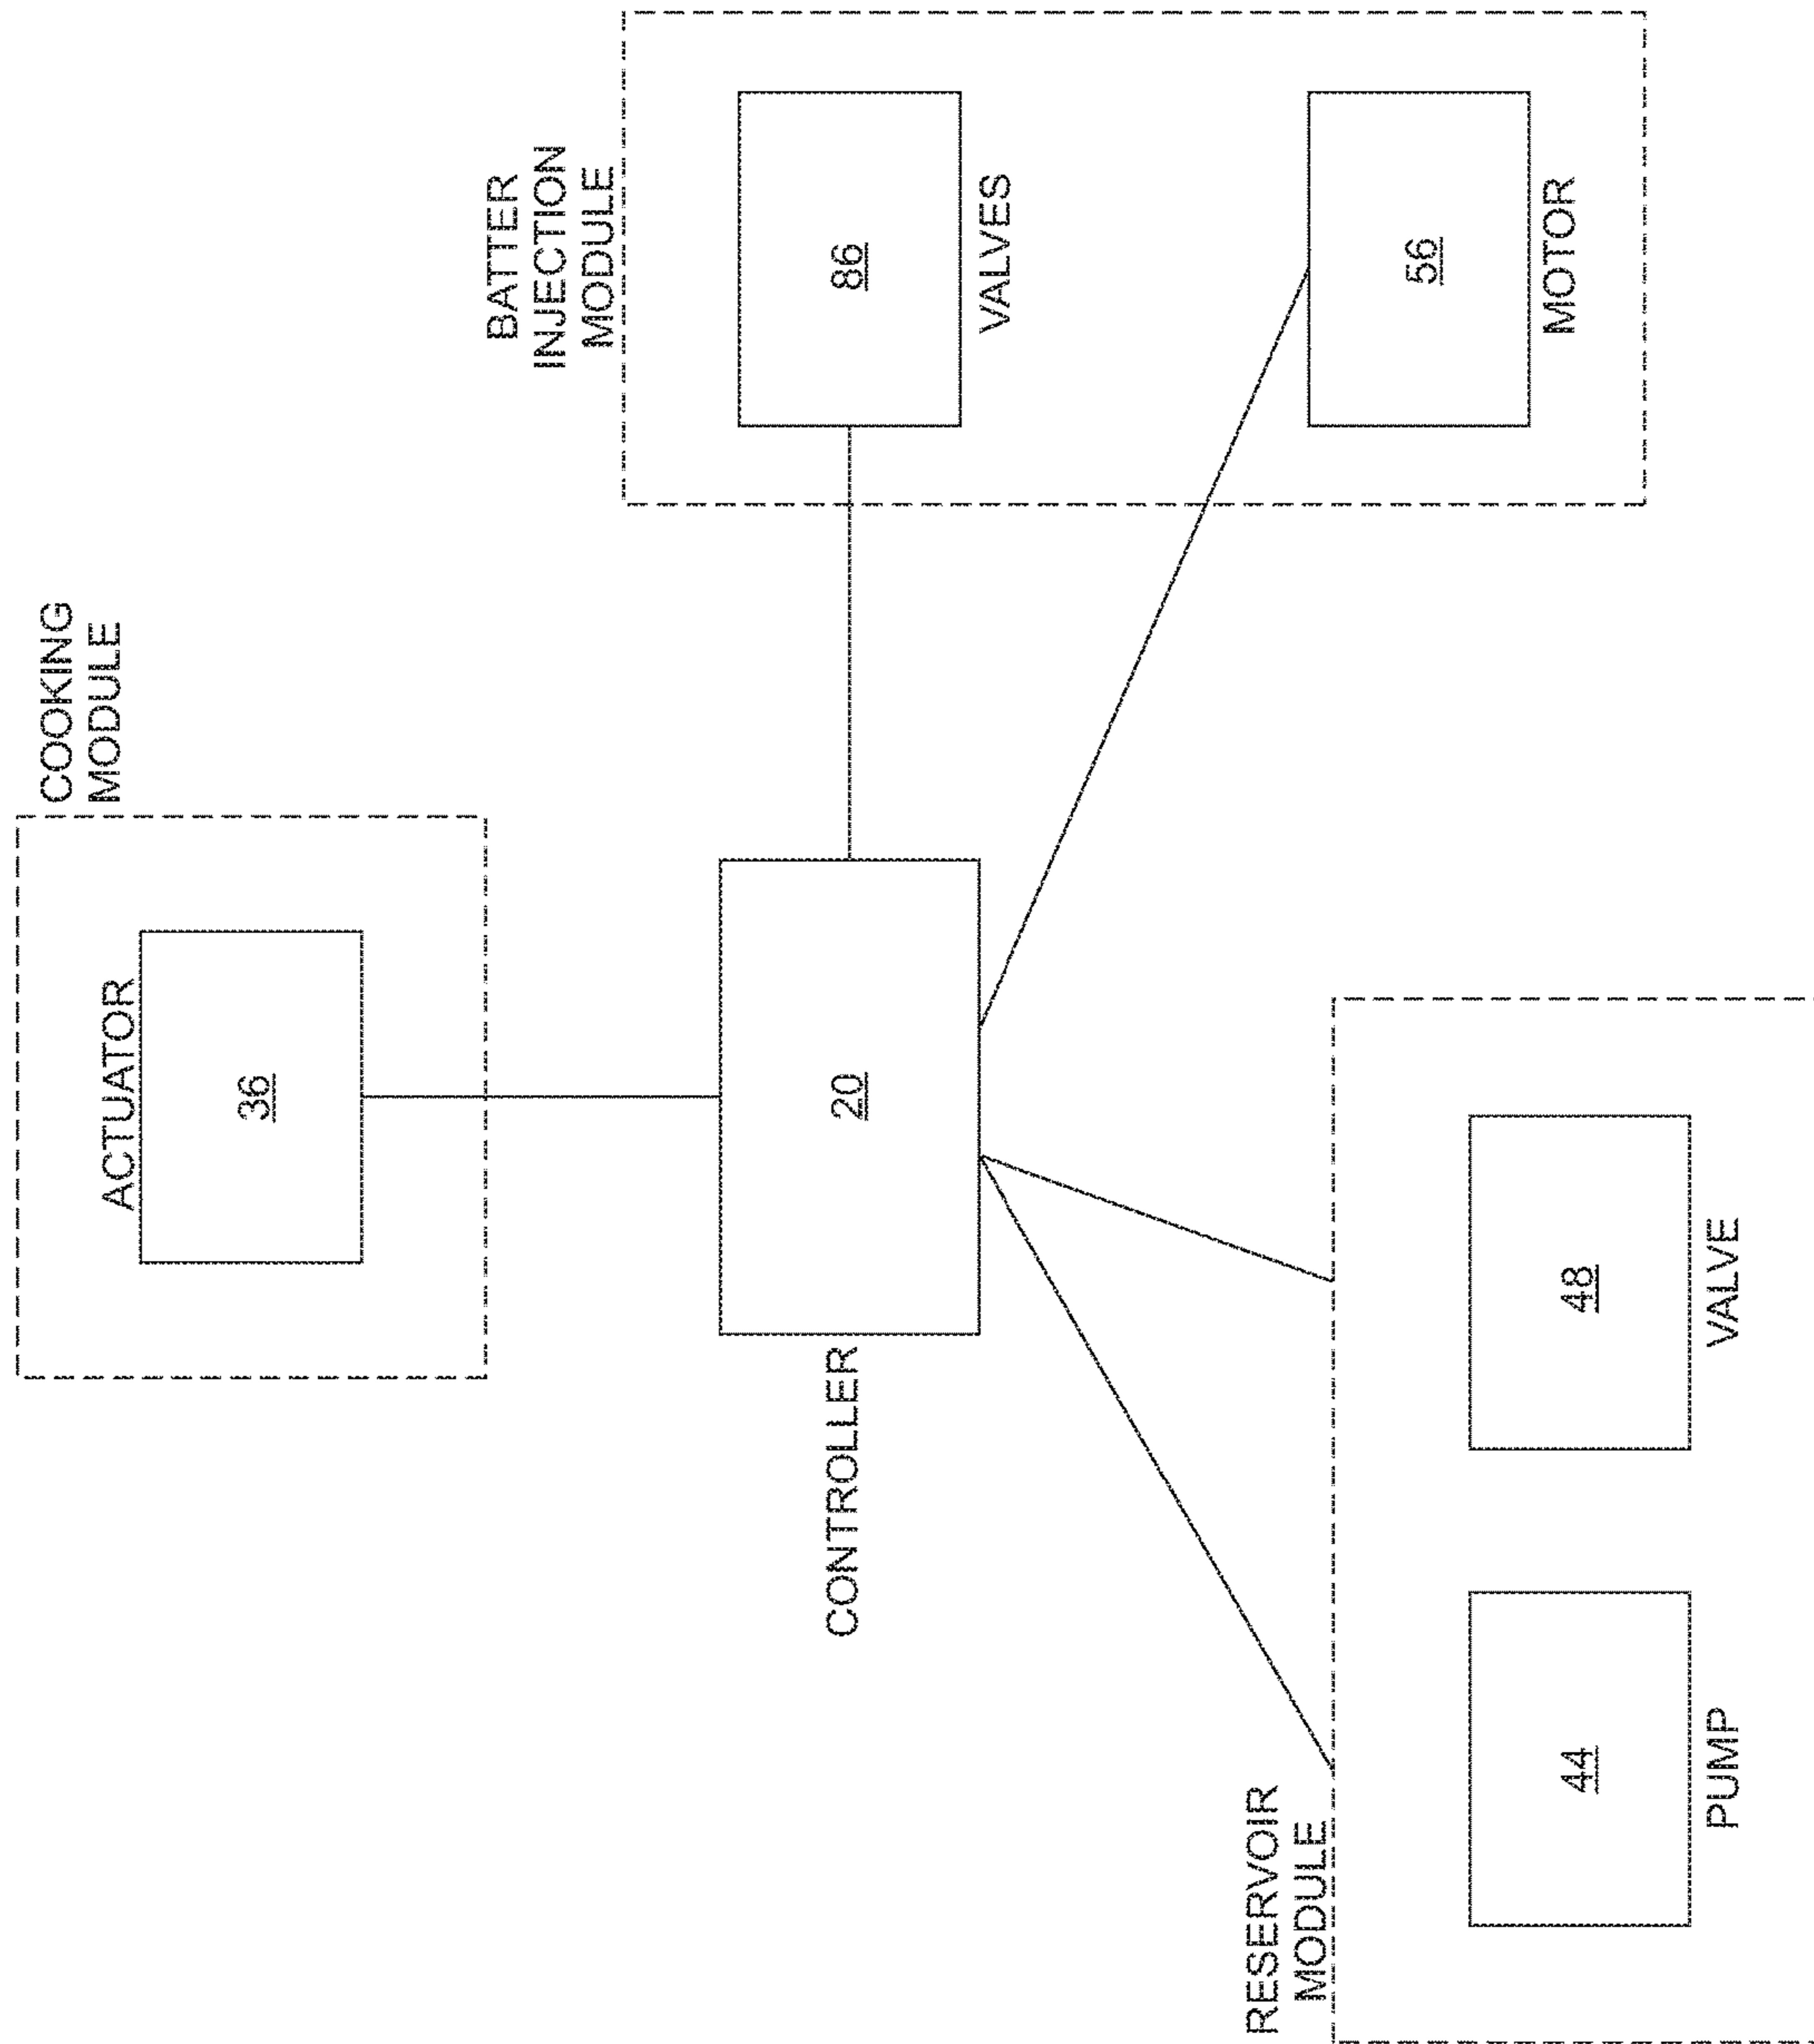 COOKING
MODULE
ACTUATOR
36
BATTER
INJECTION
MODULE
CONTROLLER
20
86
VALVES
RESERVOIR
MODULE
56
MOTOR
44
PUMP
48
VALVE